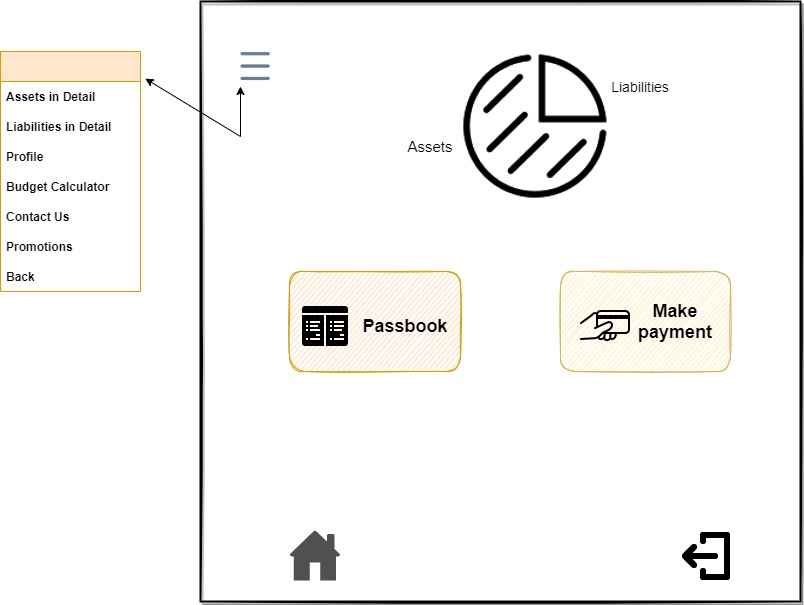 Assets in Detail
Liabilities in Detail
Profile
Budget Calculator
Contact Us
Promotions
Back
Liabilities
Assets
Passbook
Make
payment